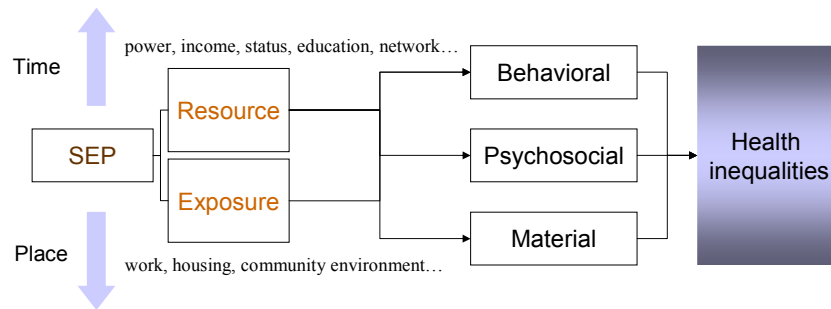 power, income, status, education, network…
Time
Resource
SEP
Exposure
Place
work, housing, community environment…
Behavioral
Psychosocial
Material
Health
inequalities